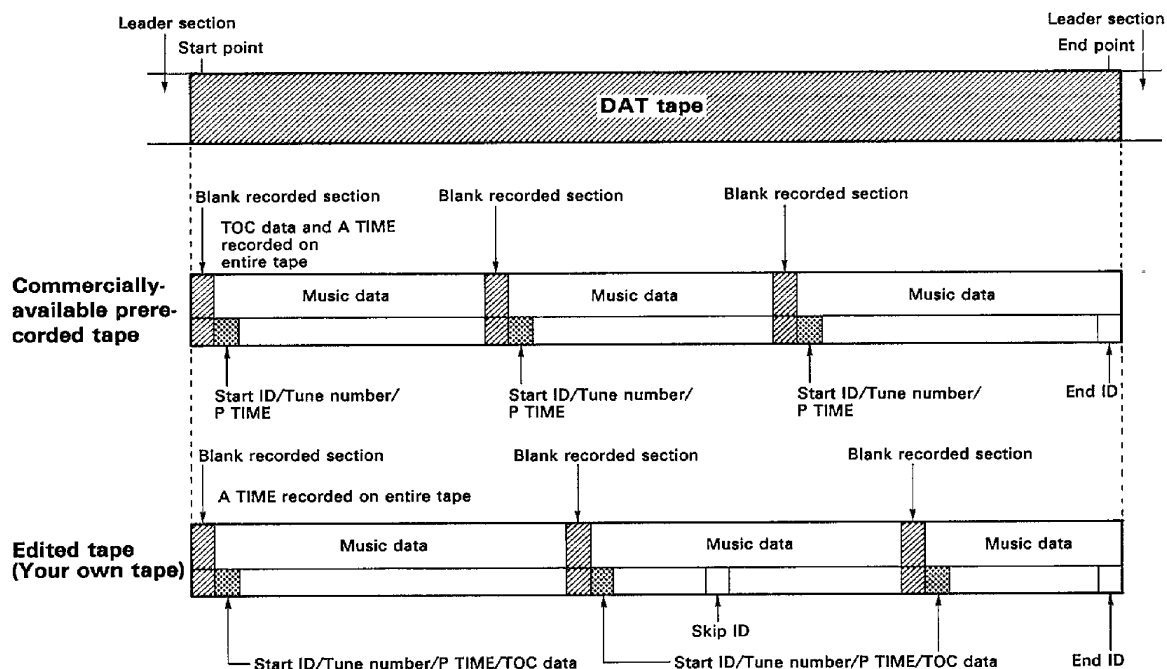 Leader section
Leader section
Start point
End point
DAT tape
Blank recorded section
Blank recorded section
Blank recorded section
TOC data and A TIME
recorded on
entire tape
Commercially-
available prere-
corded tape
Music data
Music data
Music data
Start ID/Tune number/
P TIME
Start ID/Tune number/
P TIME
Start ID/Tune number/
P TIME
End ID
Blank recorded section
Blank recorded section
Blank recorded section
A TIME recorded on entire tape
Edited tape
(Your own tape)
Music data
Music data
Music data
Skip ID
Start ID/Tune number/P TIME/TOC data
Start ID/Tune number/P TIME/TOC data
End ID